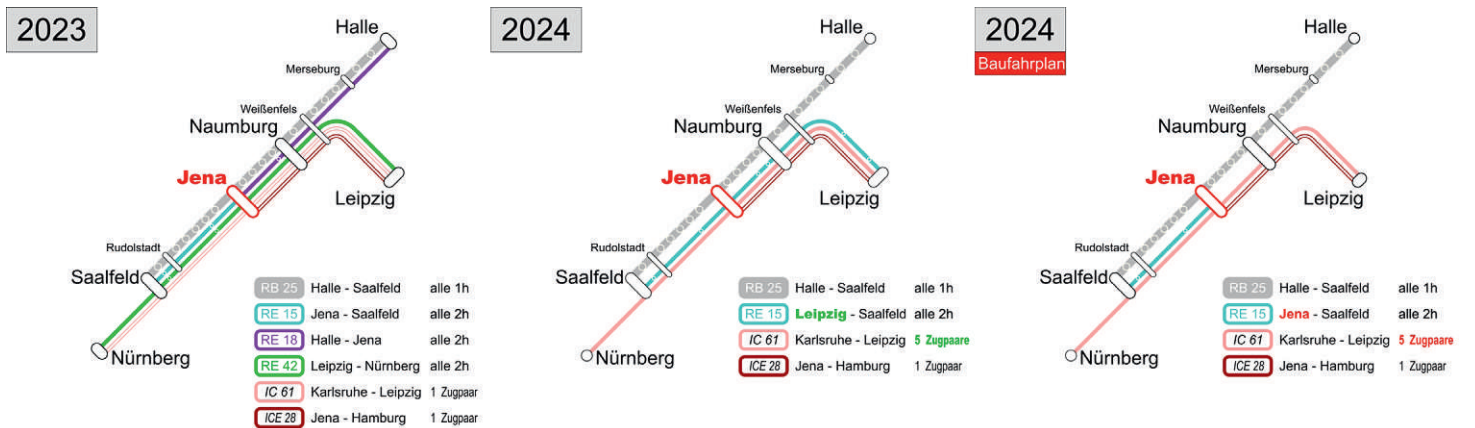 2023
Halle
Merseburg
Weißenfels
Naumburg
Jena
Leipzig
Rudolstadt
Saalfeld
Nürnberg
RB 25 Halle - Saalfeld alle 1h
RE 15 Jena - Saalfeld alle 2h
RE 18 Halle - Jena alle 2h
RE 42 Leipzig - Nürnberg alle 2h
IC 61 Karlsruhe - Leipzig 1 Zugpaar
ICE 28 Jena - Hamburg 1 Zugpaar
2024
Halle
Merseburg
Weißenfels
Naumburg
Jena
Leipzig
Rudolstadt
Saalfeld
Nürnberg
RB 25 Halle - Saalfeld alle 1h
RE 15 Leipzig - Saalfeld alle 2h
IC 61 Karlsruhe - Leipzig 5 Zugpaare
ICE 28 Jena - Hamburg 1 Zugpaar
2024
Baufahrplan
Halle
Merseburg
Weißenfels
Naumburg
Jena
Leipzig
Rudolstadt
Saalfeld
Nürnberg
RB 25 Halle - Saalfeld alle 1h
RE 15 Jena - Saalfeld alle 2h
IC 61 Karlsruhe - Leipzig 5 Zugpaare
ICE 28 Jena - Hamburg 1 Zugpaar